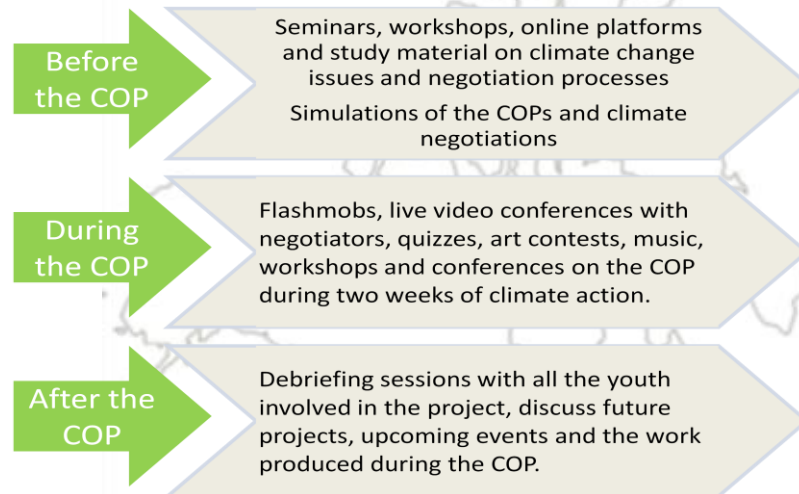 Before
the COP
Seminars, workshops, online platforms
and study material on climate change
issues and negotiation processes
Simulations of the COPs and climate
negotiations
During
the COP
Flashmobs, live video conferences with
negotiators, quizzes, art contests, music,
workshops and conferences on the COP
during two weeks of climate action.
After the
COP
Debriefing sessions with all the youth
involved in the project, discuss future
projects, upcoming events and the work
produced during the COP.